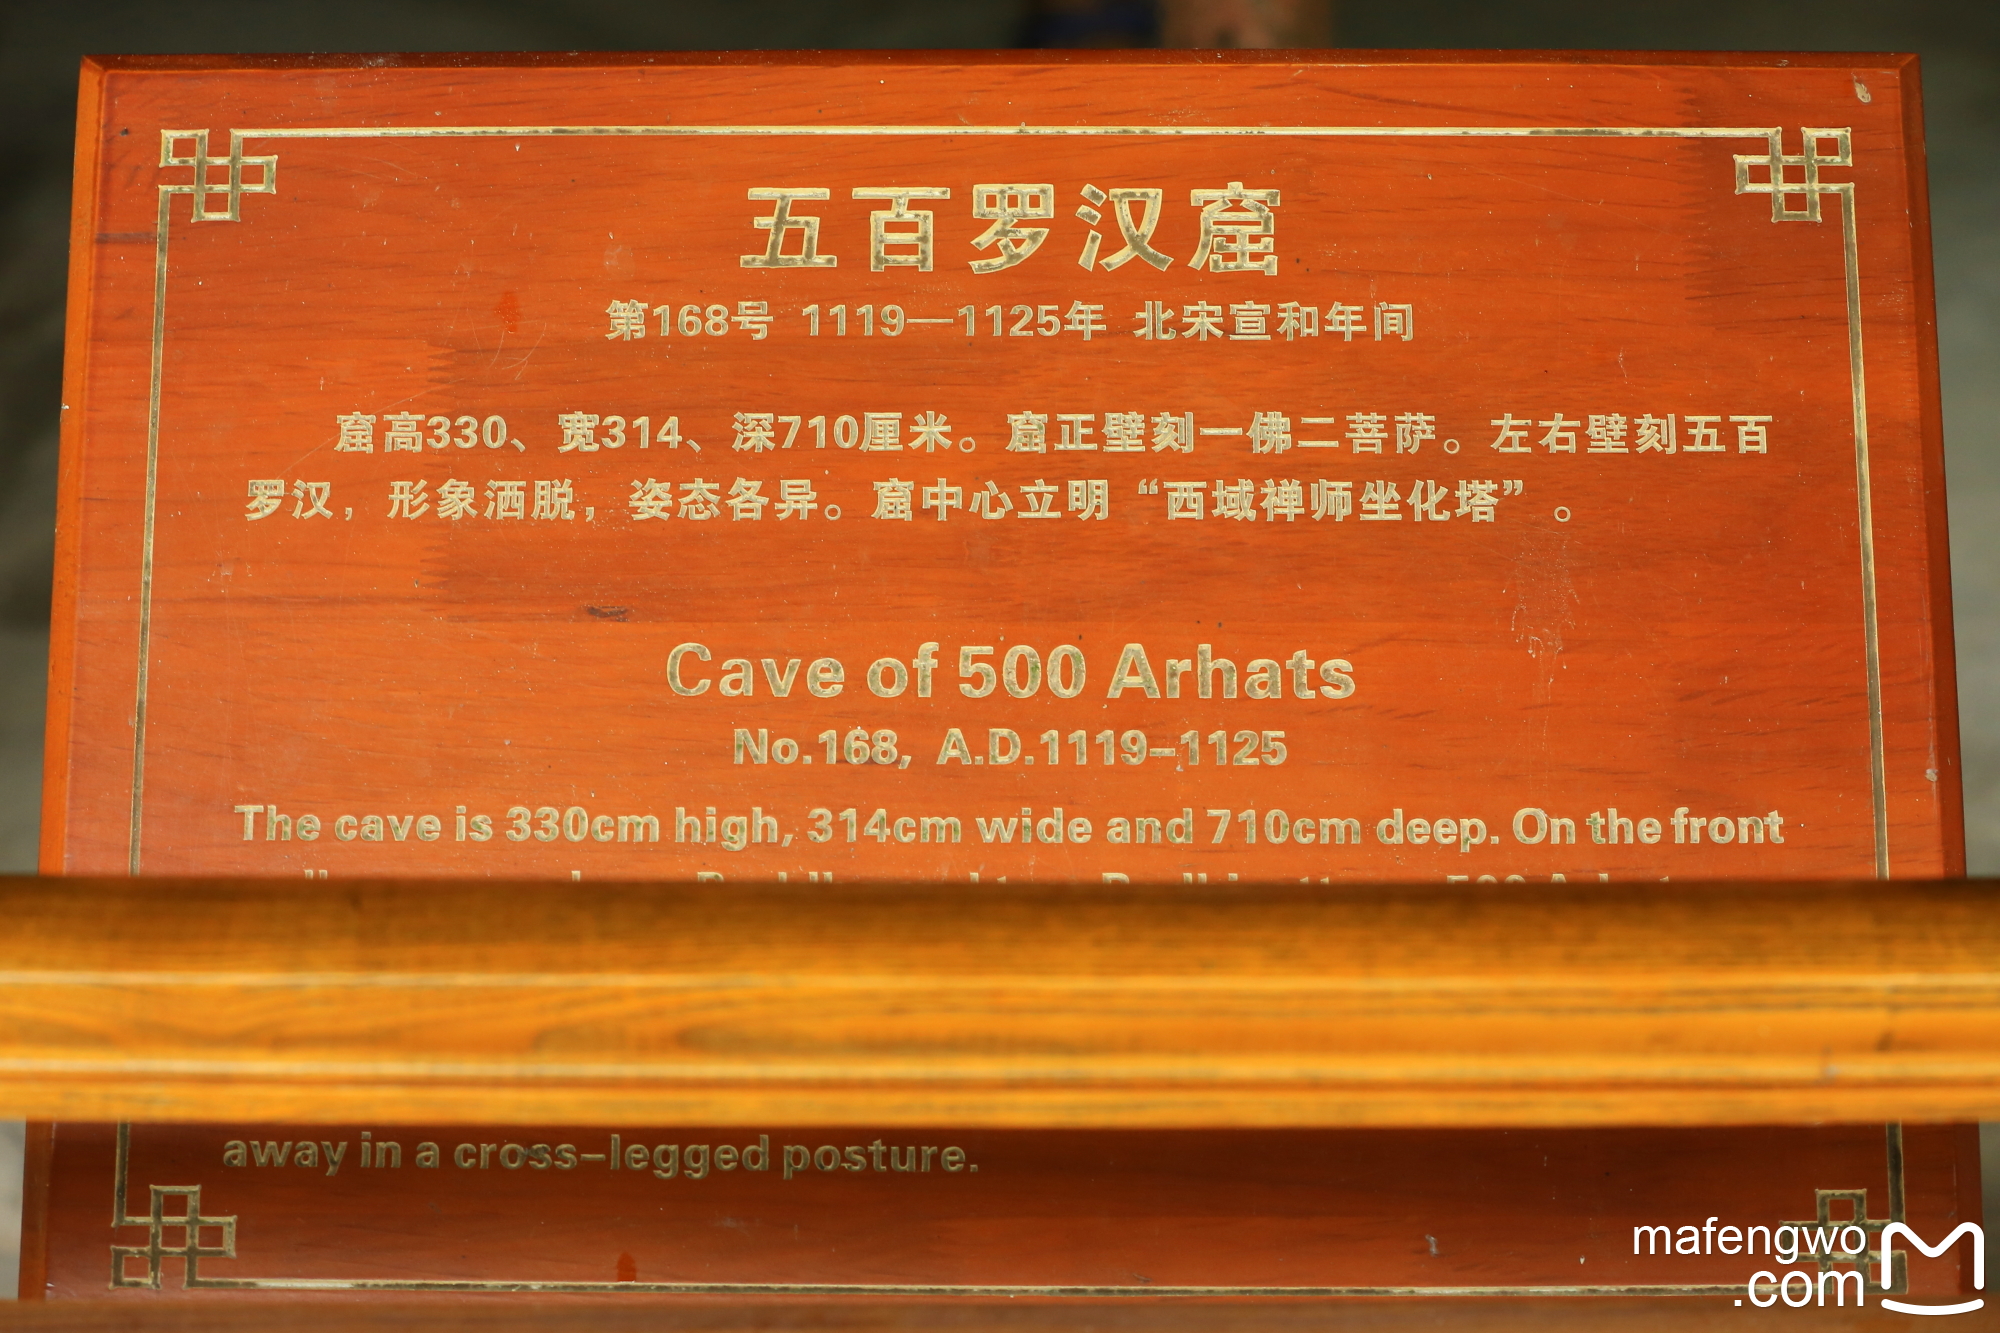 五百罗汉窟
第168号 1119—1125年 北宋宣和年间
窟高330、宽314、深710厘米。窟正壁刻一佛二菩萨。左右壁刻五百
罗汉，形象洒脱，姿态各异。窟中心立明“西域禅师坐化塔”。
Cave of 500 Arhats
No.168, A.D.1119-1125
The cave is 330cm high, 314cm wide and 710cm deep. On the front
away in a cross-legged posture.
mafengwo
.com